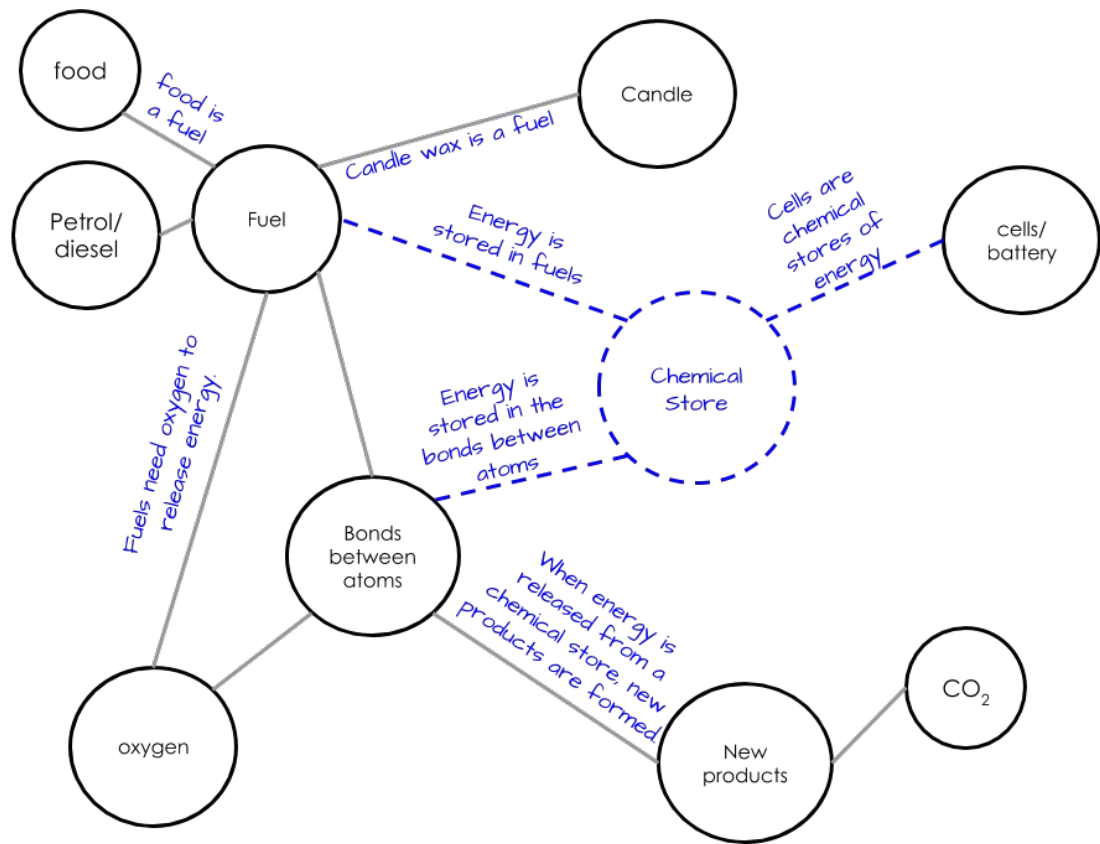 food
food is
a fuel
Candle
Candle wax is a fuel
Petrol/
diesel
Fuel
Energy is
stored in fuels
Cells are
chemical
stores of
energy
cells/
battery
Chemical
Store
Fuels need oxygen to
release energy.
Energy is
stored in the
bonds between
atoms
Bonds
between
atoms
When energy is
released from a
chemical store, new
products are formed.
oxygen
New
products
CO₂